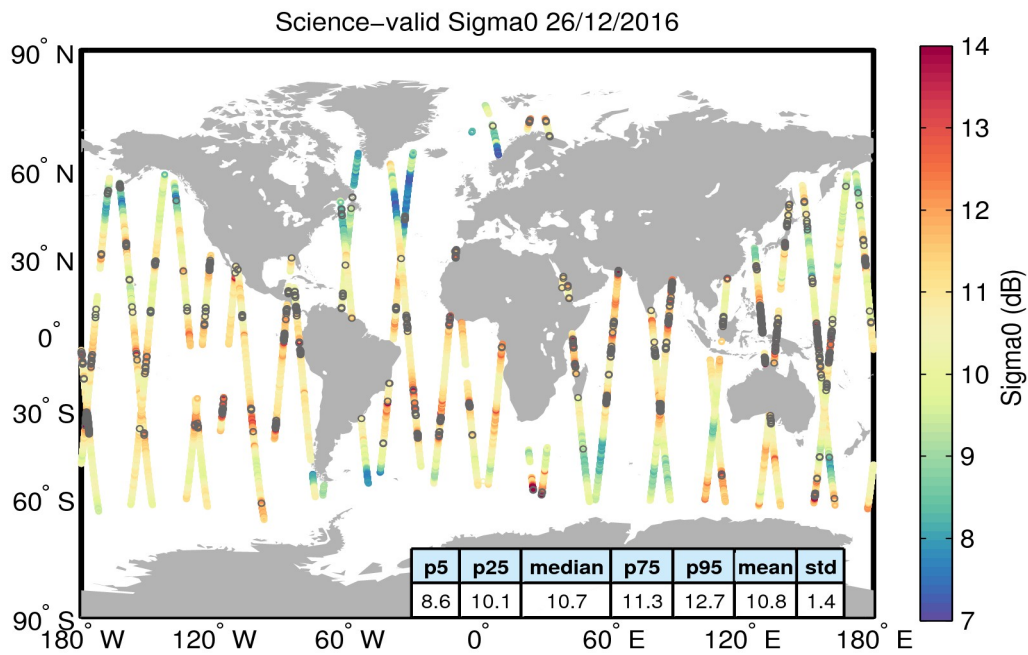 Science−valid Sigma0 26/12/2016
90° N
60° N
30° N
0°
30° S
60° S
90° S
180° W
120° W
60° W
0°
60° E
120° E
180° E
14
13
12
11
10
9
8
7
Sigma0 (dB)
p5 p25 median p75 p95 mean std
8.6 10.1 10.7 11.3 12.7 10.8 1.4